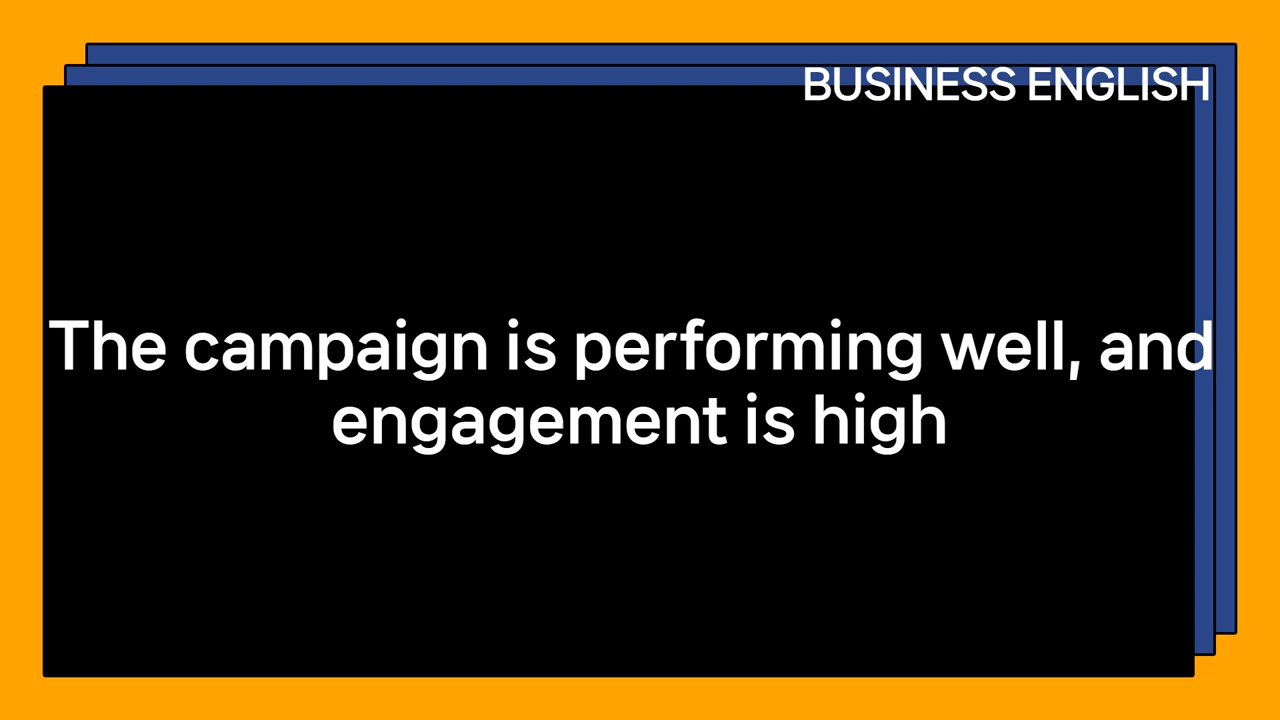 BUSINESS ENGLISH
The campaign is performing well, and
engagement is high